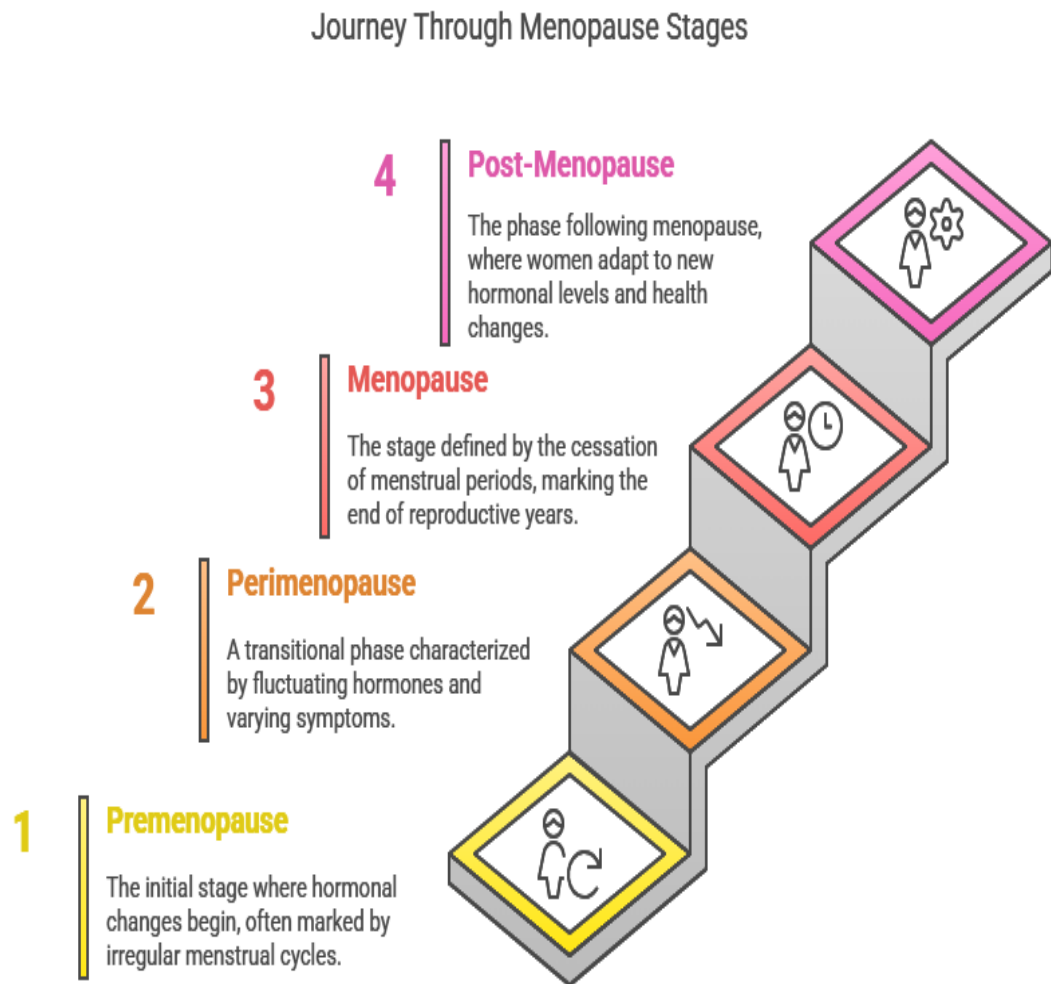 Journey Through Menopause Stages
4
Post-Menopause
The phase following menopause,
where women adapt to new
hormonal levels and health
changes.
3
Menopause
The stage defined by the cessation
of menstrual periods, marking the
end of reproductive years.
2
Perimenopause
A transitional phase characterized
by fluctuating hormones and
varying symptoms.
1
Premenopause
The initial stage where hormonal
changes begin, often marked by
irregular menstrual cycles.